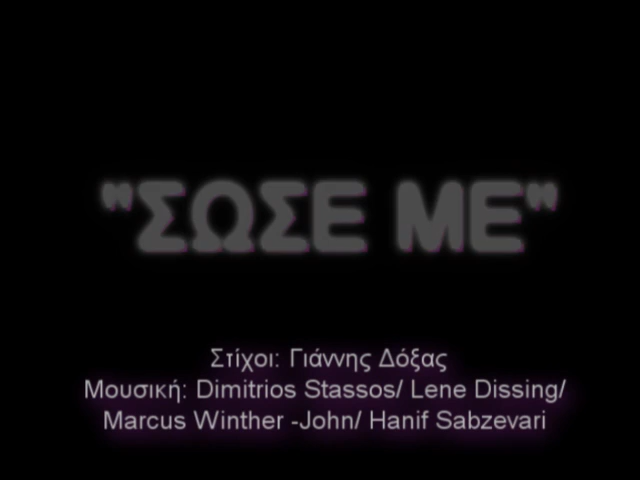 "ΣΩΣΕ ΜΕ"
Στίχοι: Γιάννης Δόξας
Μουσική: Dimitrios Stassos/ Lene Dissing/
Marcus Winther -John/ Hanif Sabzevari